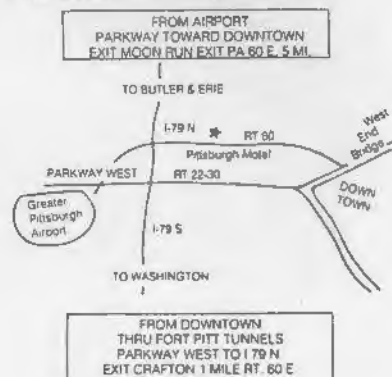 FROM AIRPORT
PARKWAY TOWARD DOWNTOWN
EXIT MOON RUN EXIT PA 60 E. 5 MI.
TO BUTLER & ERIE
I-79 N
RT 60
West
End
Bridge
Pittsburgh Motel
PARKWAY WEST
RT 22-30
DOWN
TOWN
Greater
Pittsburgh
Airport
I-79 S
TO WASHINGTON
FROM DOWNTOWN
THRU FORT PITT TUNNELS
PARKWAY WEST TO I 79 N
EXIT CRAFTON 1 MILE RT. 60 E